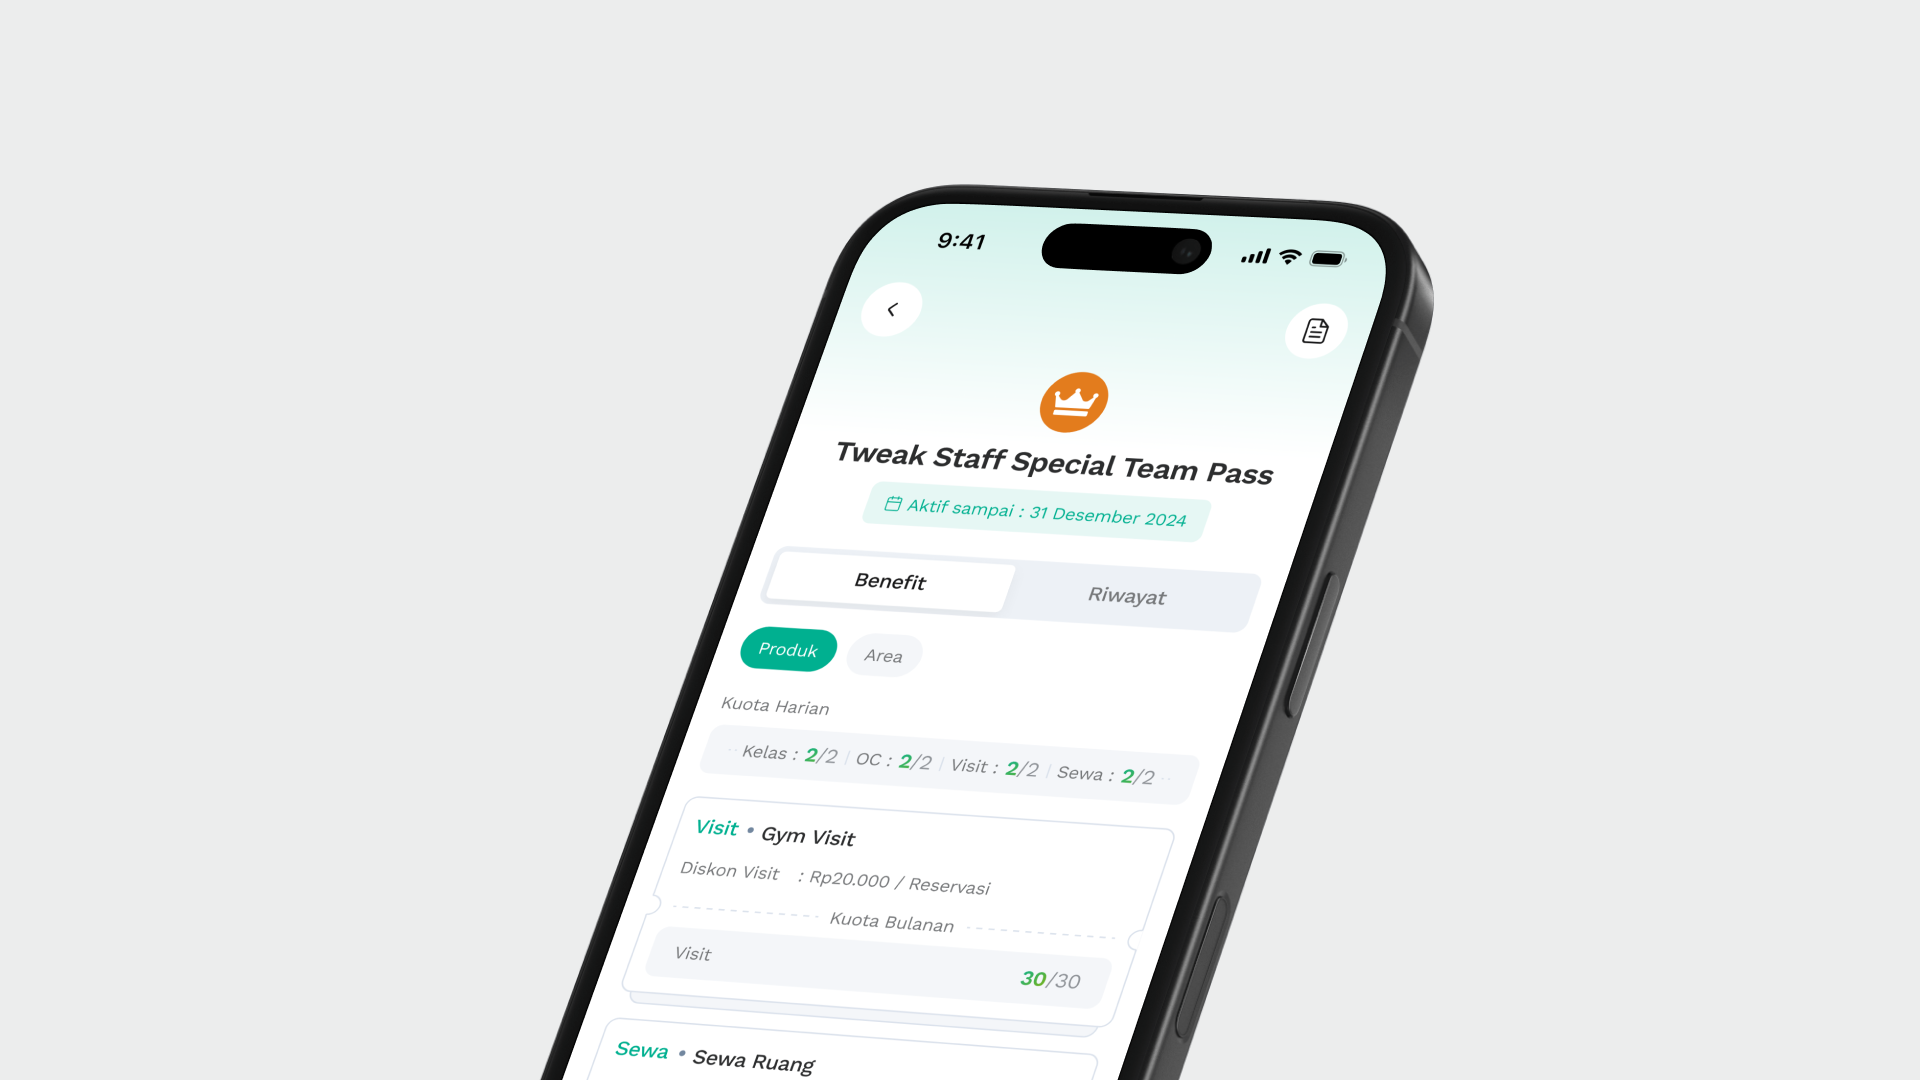 9:41
Tweak Staff Special Team Pass
Aktif sampai : 31 Desember 2024
Benefit Riwayat
Produk Area
Kuota Harian
Kelas : 2/2 | OC : 2/2 | Visit : 2/2 | Sewa : 2/2
Visit • Gym Visit
Diskon Visit : Rp20.000 / Reservasi
Kuota Bulanan
Visit 30/30
Sewa • Sewa Ruang